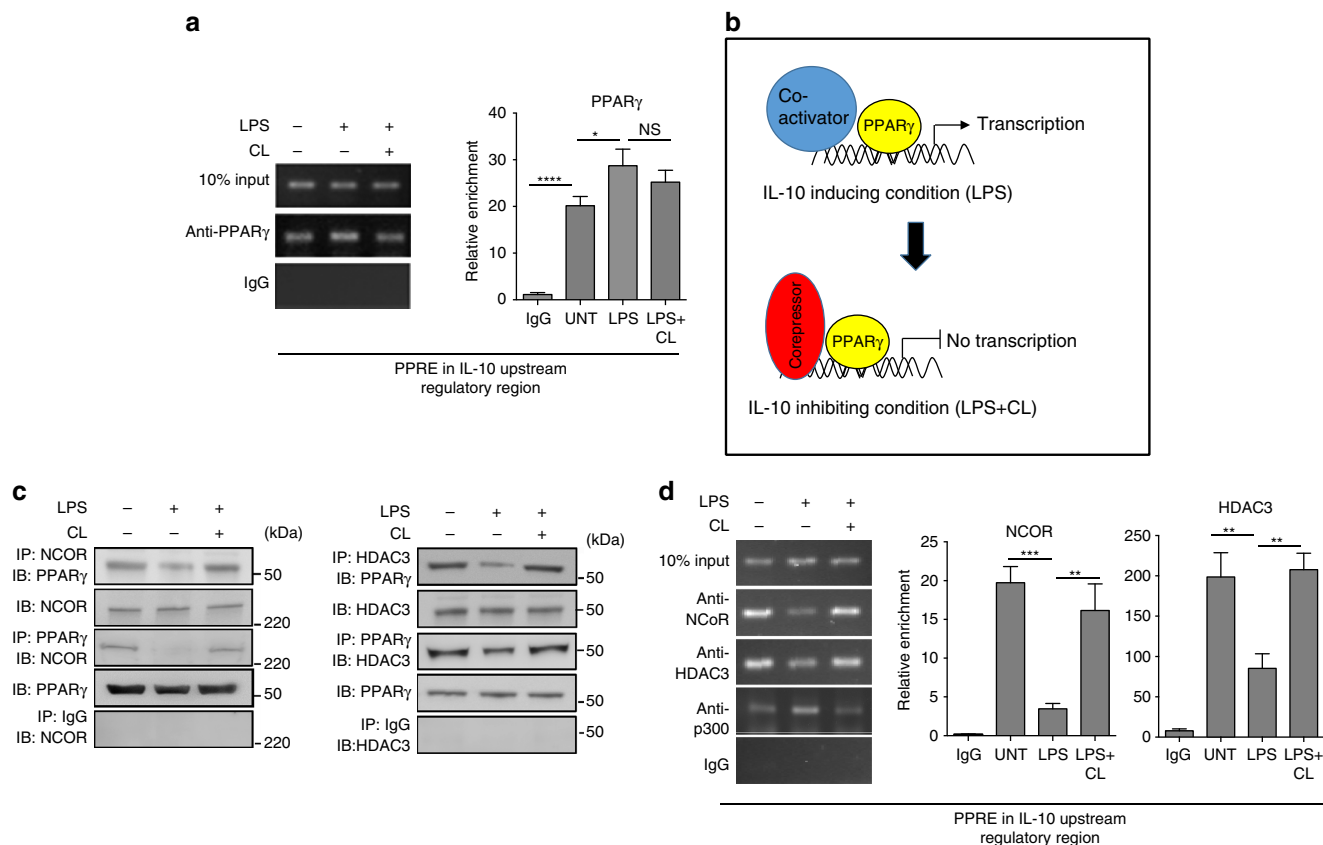 a
LPS – + +
CL – – +
10% input
Anti-PPARγ
IgG
PPARγ
Relative enrichment
40
30
20
10
0
****
*
NS
IgG UNT LPS LPS+
CL
PPRE in IL-10 upstream
regulatory region
b
Co-
activator
PPARγ
Transcription
IL-10 inducing condition (LPS)
Corepressor
PPARγ
No transcription
IL-10 inhibiting condition (LPS+CL)
c
LPS – + +
CL – – + (kDa)
IP: NCOR
IB: PPARγ
50
IB: NCOR
220
IP: PPARγ
IB: NCOR
220
IB: PPARγ
50
IP: IgG
IB: NCOR
220
LPS – + +
CL – – + (kDa)
IP: HDAC3
IB: PPARγ
50
IB: HDAC3
50
IP: PPARγ
IB: HDAC3
50
IB: PPARγ
50
IP: IgG
IB:HDAC3
50
d
LPS – + +
CL – – +
10% input
Anti-
NCoR
Anti-
HDAC3
Anti-
p300
IgG
NCOR
Relative enrichment
25
20
15
10
5
0
***
**
IgG UNT LPS LPS+
CL
HDAC3
250
200
150
100
50
0
**
**
IgG UNT LPS LPS+
CL
PPRE in IL-10 upstream
regulatory region